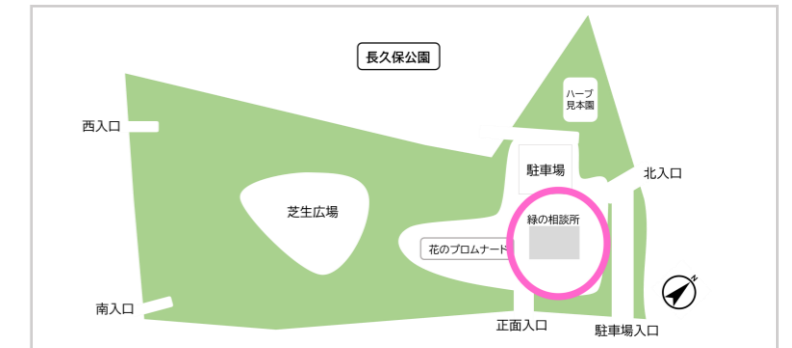 長久保公園
ハーブ
見本園
西入口
駐車場
北入口
芝生広場
緑の相談所
花のプロムナード
N
南入口
正面入口
駐車場入口